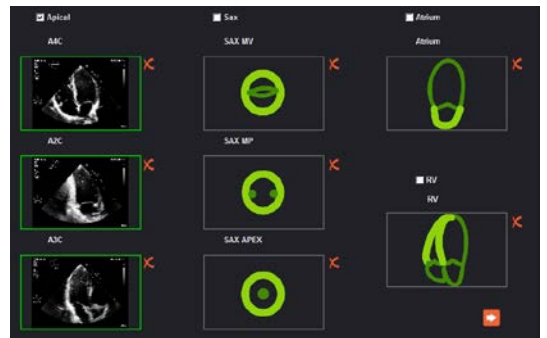 Apical
Sax
Atrium
A4C
SAX MV
Atrium
A2C
SAX MP
RV
RV
A3C
SAX APEX